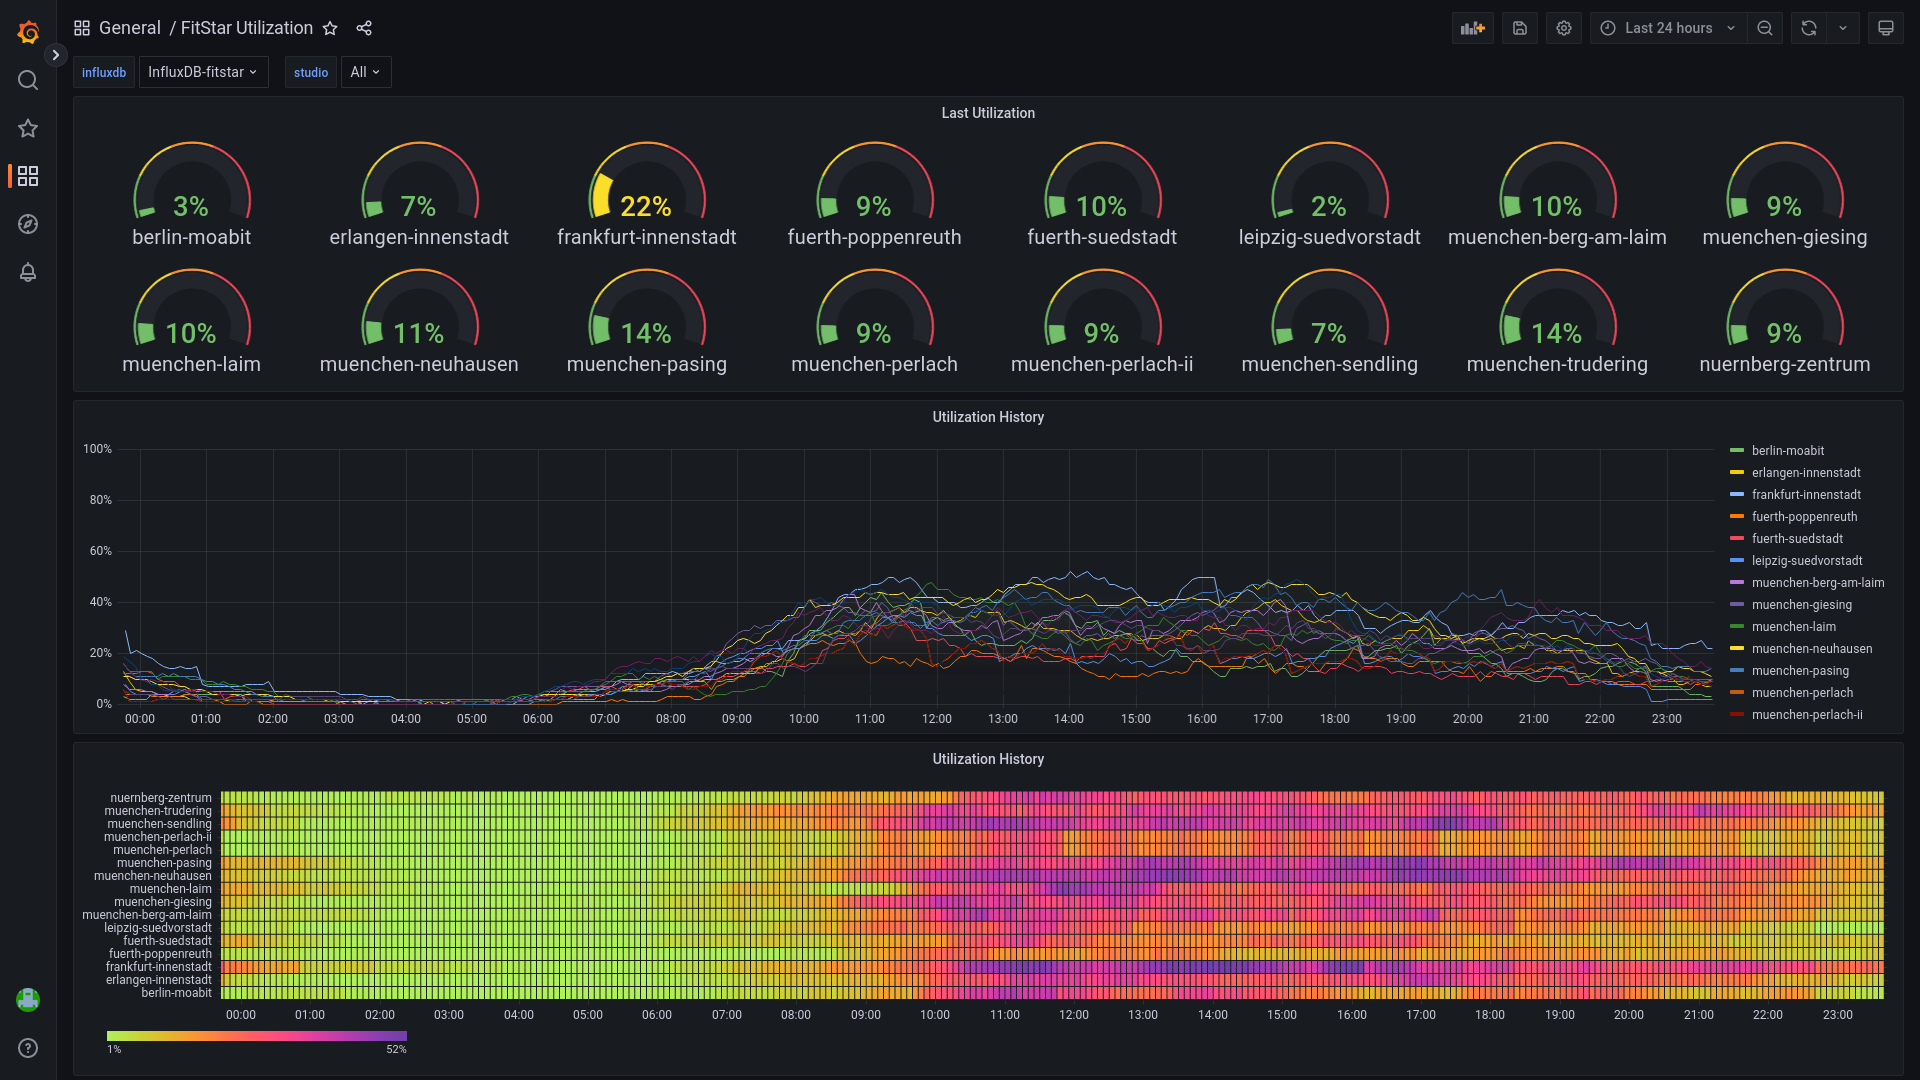 General / FitStar Utilization
Last 24 hours
influxdb InfluxDB-fitstar studio All
Last Utilization
3% 7% 22% 9% 10% 2% 10% 9%
berlin-moabit erlangen-innenstadt frankfurt-innenstadt fuerth-poppenreuth fuerth-suedstadt leipzig-suedvorstadt muenchen-berg-am-laim muenchen-giesing
10% 11% 14% 9% 9% 7% 14% 9%
muenchen-laim muenchen-neuhausen muenchen-pasing muenchen-perlach muenchen-perlach-ii muenchen-sendling muenchen-trudering nuernberg-zentrum
Utilization History
100%
80%
60%
40%
20%
0%
00:00 01:00 02:00 03:00 04:00 05:00 06:00 07:00 08:00 09:00 10:00 11:00 12:00 13:00 14:00 15:00 16:00 17:00 18:00 19:00 20:00 21:00 22:00 23:00
berlin-moabit
erlangen-innenstadt
frankfurt-innenstadt
fuerth-poppenreuth
fuerth-suedstadt
leipzig-suedvorstadt
muenchen-berg-am-laim
muenchen-giesing
muenchen-laim
muenchen-neuhausen
muenchen-pasing
muenchen-perlach
muenchen-perlach-ii
Utilization History
nuernberg-zentrum
muenchen-trudering
muenchen-sendling
muenchen-perlach-ii
muenchen-perlach
muenchen-pasing
muenchen-neuhausen
muenchen-laim
muenchen-giesing
muenchen-berg-am-laim
leipzig-suedvorstadt
fuerth-suedstadt
fuerth-poppenreuth
frankfurt-innenstadt
erlangen-innenstadt
berlin-moabit
00:00 01:00 02:00 03:00 04:00 05:00 06:00 07:00 08:00 09:00 10:00 11:00 12:00 13:00 14:00 15:00 16:00 17:00 18:00 19:00 20:00 21:00 22:00 23:00
1% 52%